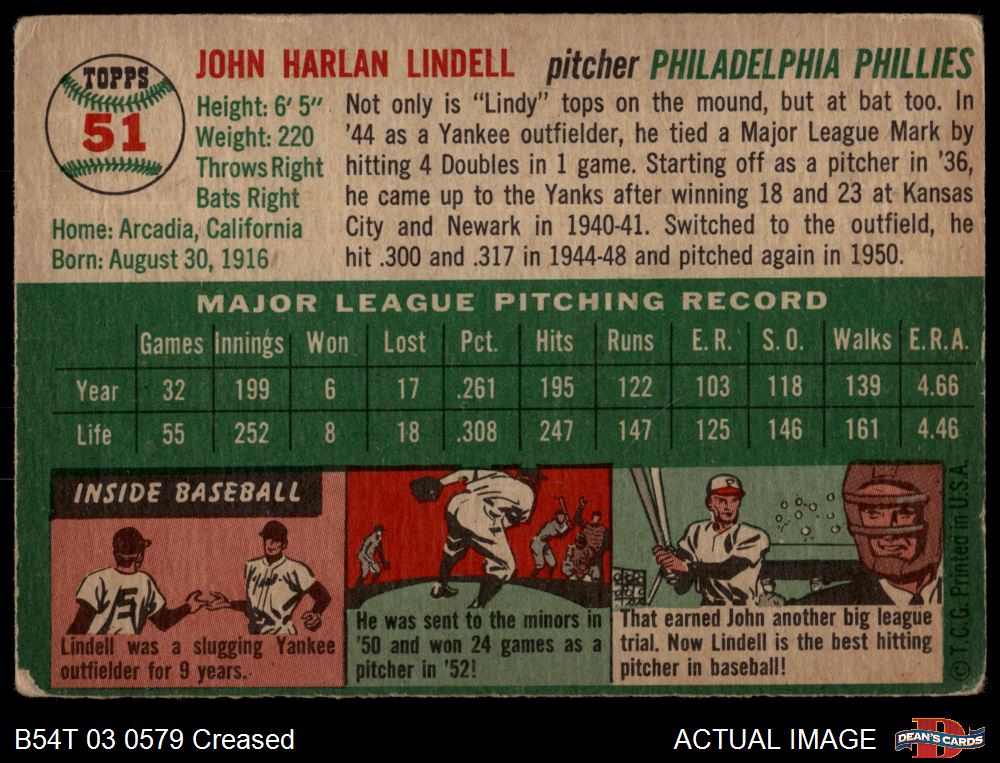 TOPPS
51
JOHN HARLAN LINDELL pitcher PHILADELPHIA PHILLIES
Height: 6' 5"
Weight: 220
Throws Right
Bats Right
Home: Arcadia, California
Born: August 30, 1916
Not only is "Lindy" tops on the mound, but at bat too. In
'44 as a Yankee outfielder, he tied a Major League Mark by
hitting 4 Doubles in 1 game. Starting off as a pitcher in '36,
he came up to the Yanks after winning 18 and 23 at Kansas
City and Newark in 1940-41. Switched to the outfield, he
hit .300 and .317 in 1944-48 and pitched again in 1950.
MAJOR LEAGUE PITCHING RECORD
Games Innings Won Lost Pct. Hits Runs E. R. S. O. Walks E.R.A.
Year 32 199 6 17 .261 195 122 103 118 139 4.66
Life 55 252 8 18 .308 247 147 125 146 161 4.46
INSIDE BASEBALL
Lindell was a slugging Yankee
outfielder for 9 years.
He was sent to the minors in
'50 and won 24 games as a
pitcher in '52!
That earned John another big league
trial. Now Lindell is the best hitting
pitcher in baseball!
© T.C.G. Printed in U.S.A.
B54T 03 0579 Creased
ACTUAL IMAGE
DEAN'S CARDS